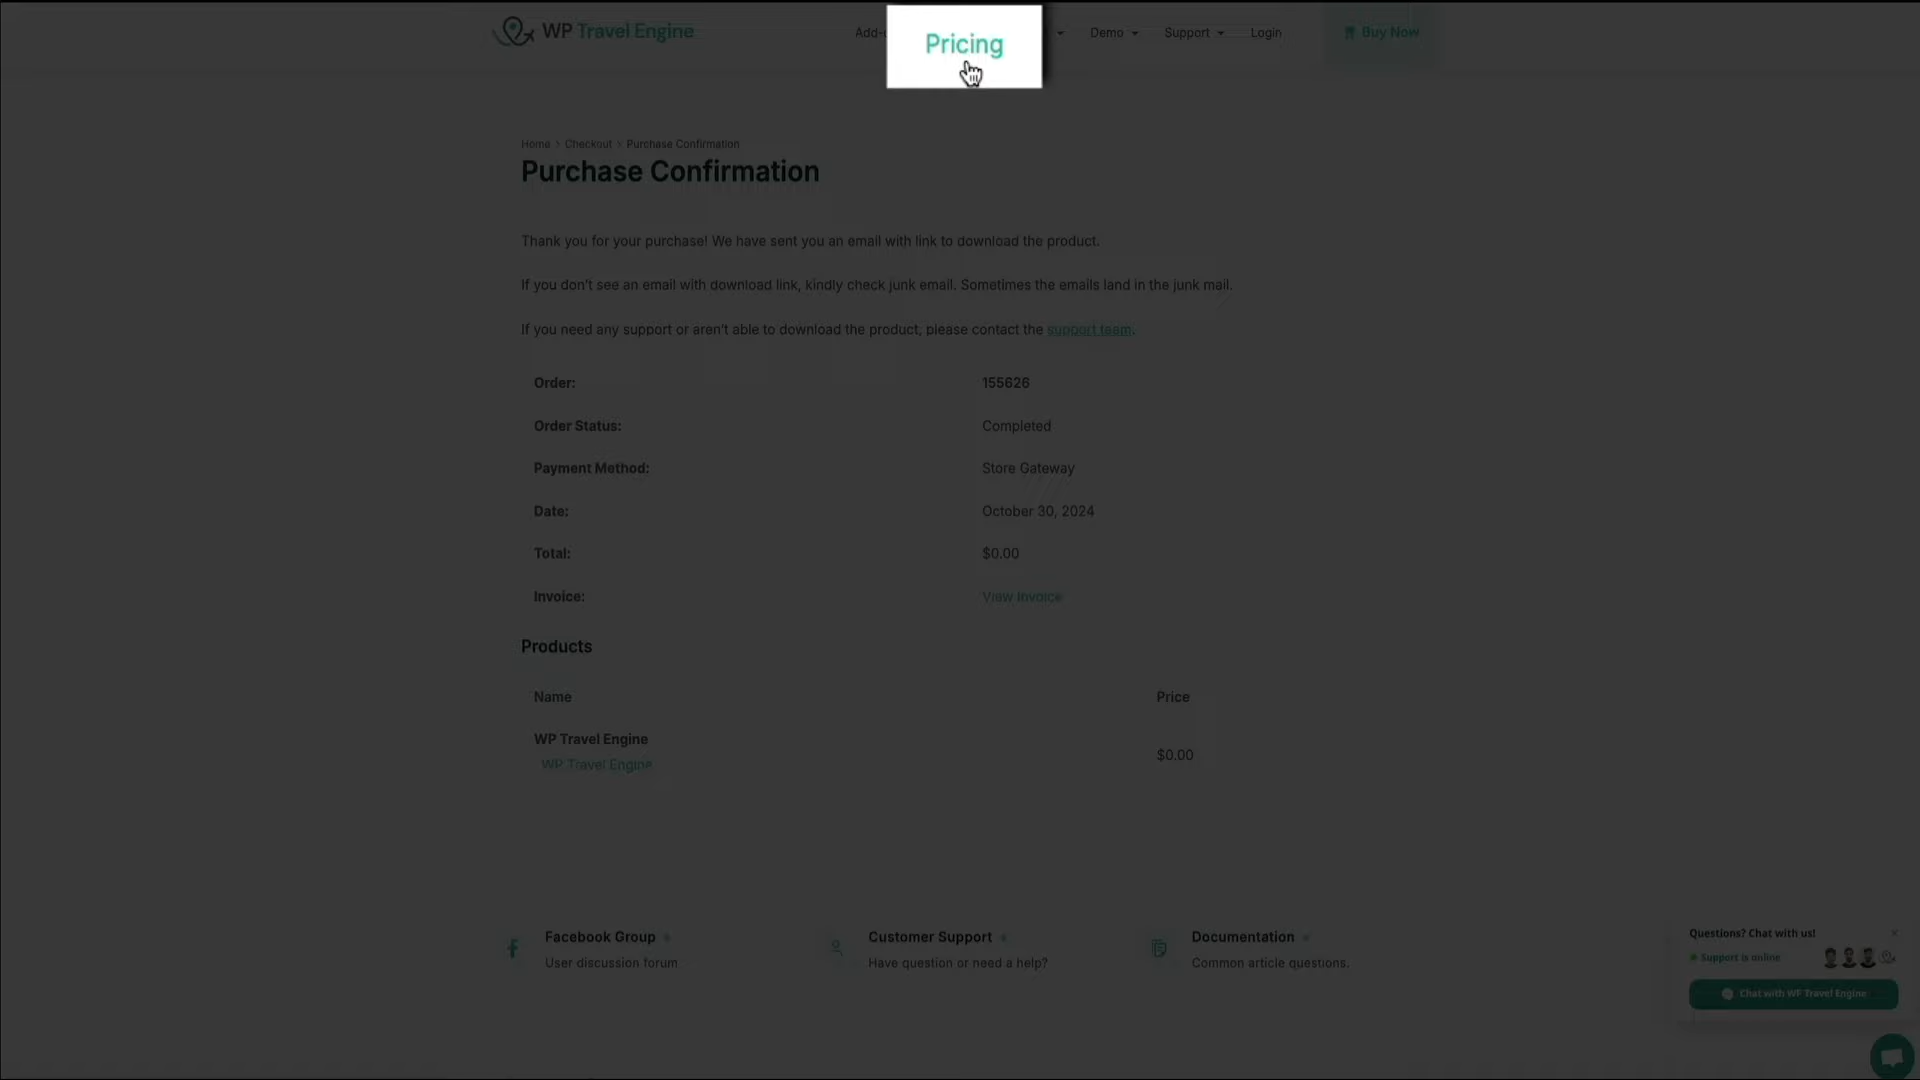 WP Travel Engine
Add-
Pricing
Demo
Support
Login
Buy Now
Home > Checkout > Purchase Confirmation
Purchase Confirmation
Thank you for your purchase! We have sent you an email with link to download the product.
If you don't see an email with download link, kindly check junk email. Sometimes the emails land in the junk mail.
If you need any support or aren't able to download the product, please contact the support team.
Order: 155626
Order Status: Completed
Payment Method: Store Gateway
Date: October 30, 2024
Total: $0.00
Invoice: View Invoice
Products
Name Price
WP Travel Engine
WP Travel Engine
$0.00
Facebook Group
User discussion forum
Customer Support
Have question or need a help?
Documentation
Common article questions.
Questions? Chat with us!
Support is online
Chat with WP Travel Engine